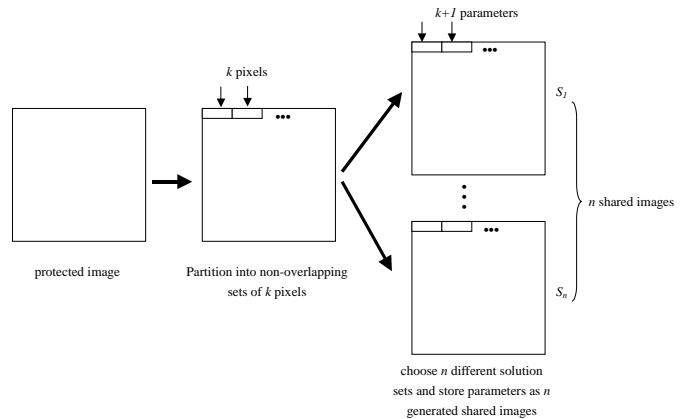 k+1 parameters
k pixels
•••
•••
S1
n shared images
•••
Sn
protected image
Partition into non-overlapping
sets of k pixels
choose n different solution
sets and store parameters as n
generated shared images